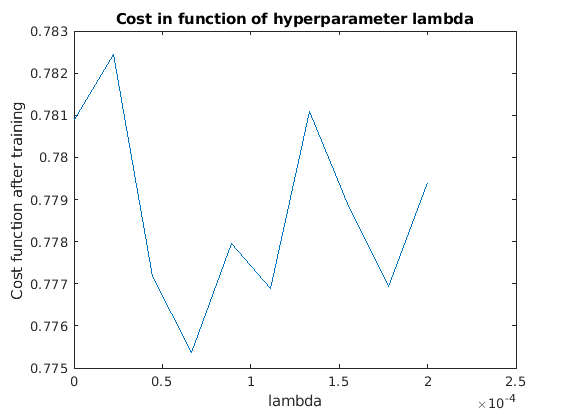 Cost in function of hyperparameter lambda
Cost function after training
0.783
0.782
0.781
0.78
0.779
0.778
0.777
0.776
0.775
0 0.5 1 1.5 2 2.5
lambda
×10⁻⁴